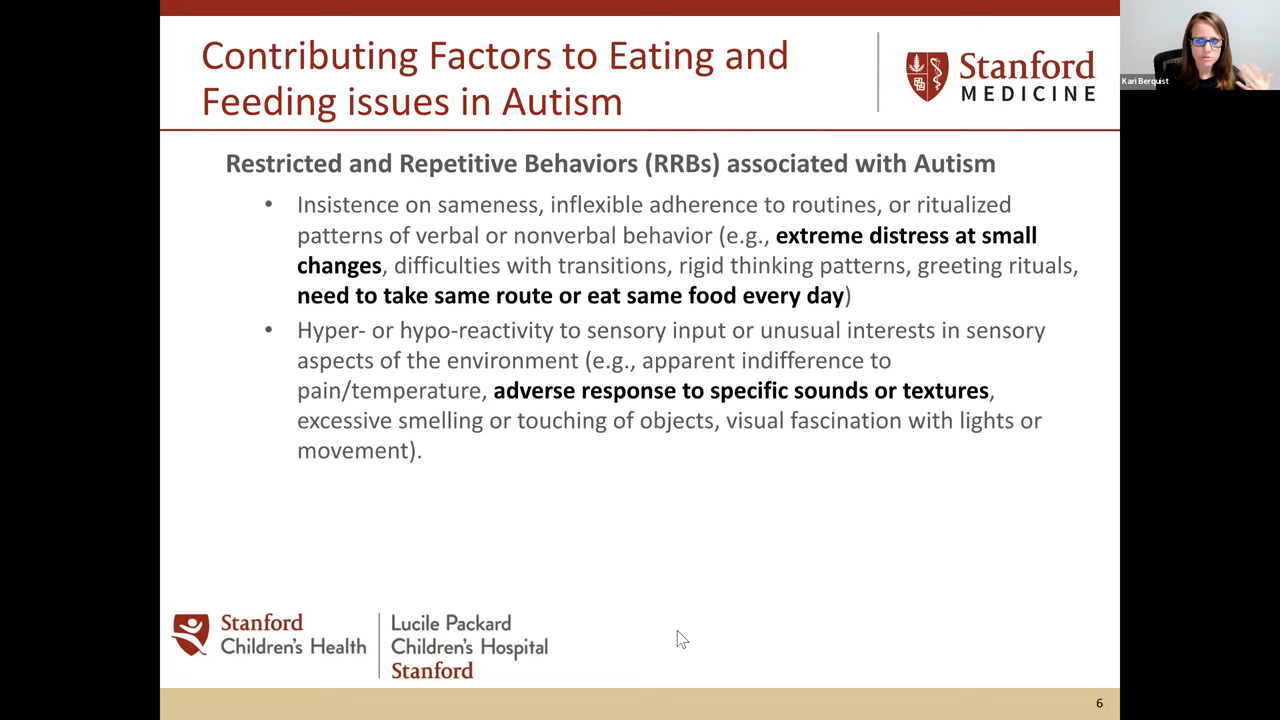 Contributing Factors to Eating and
Feeding issues in Autism
Stanford
MEDICINE
Kari Berquist
Restricted and Repetitive Behaviors (RRBs) associated with Autism
• Insistence on sameness, inflexible adherence to routines, or ritualized
patterns of verbal or nonverbal behavior (e.g., extreme distress at small
changes, difficulties with transitions, rigid thinking patterns, greeting rituals,
need to take same route or eat same food every day)
• Hyper- or hypo-reactivity to sensory input or unusual interests in sensory
aspects of the environment (e.g., apparent indifference to
pain/temperature, adverse response to specific sounds or textures,
excessive smelling or touching of objects, visual fascination with lights or
movement).
Stanford
Children's Health
Lucile Packard
Children's Hospital
Stanford
6